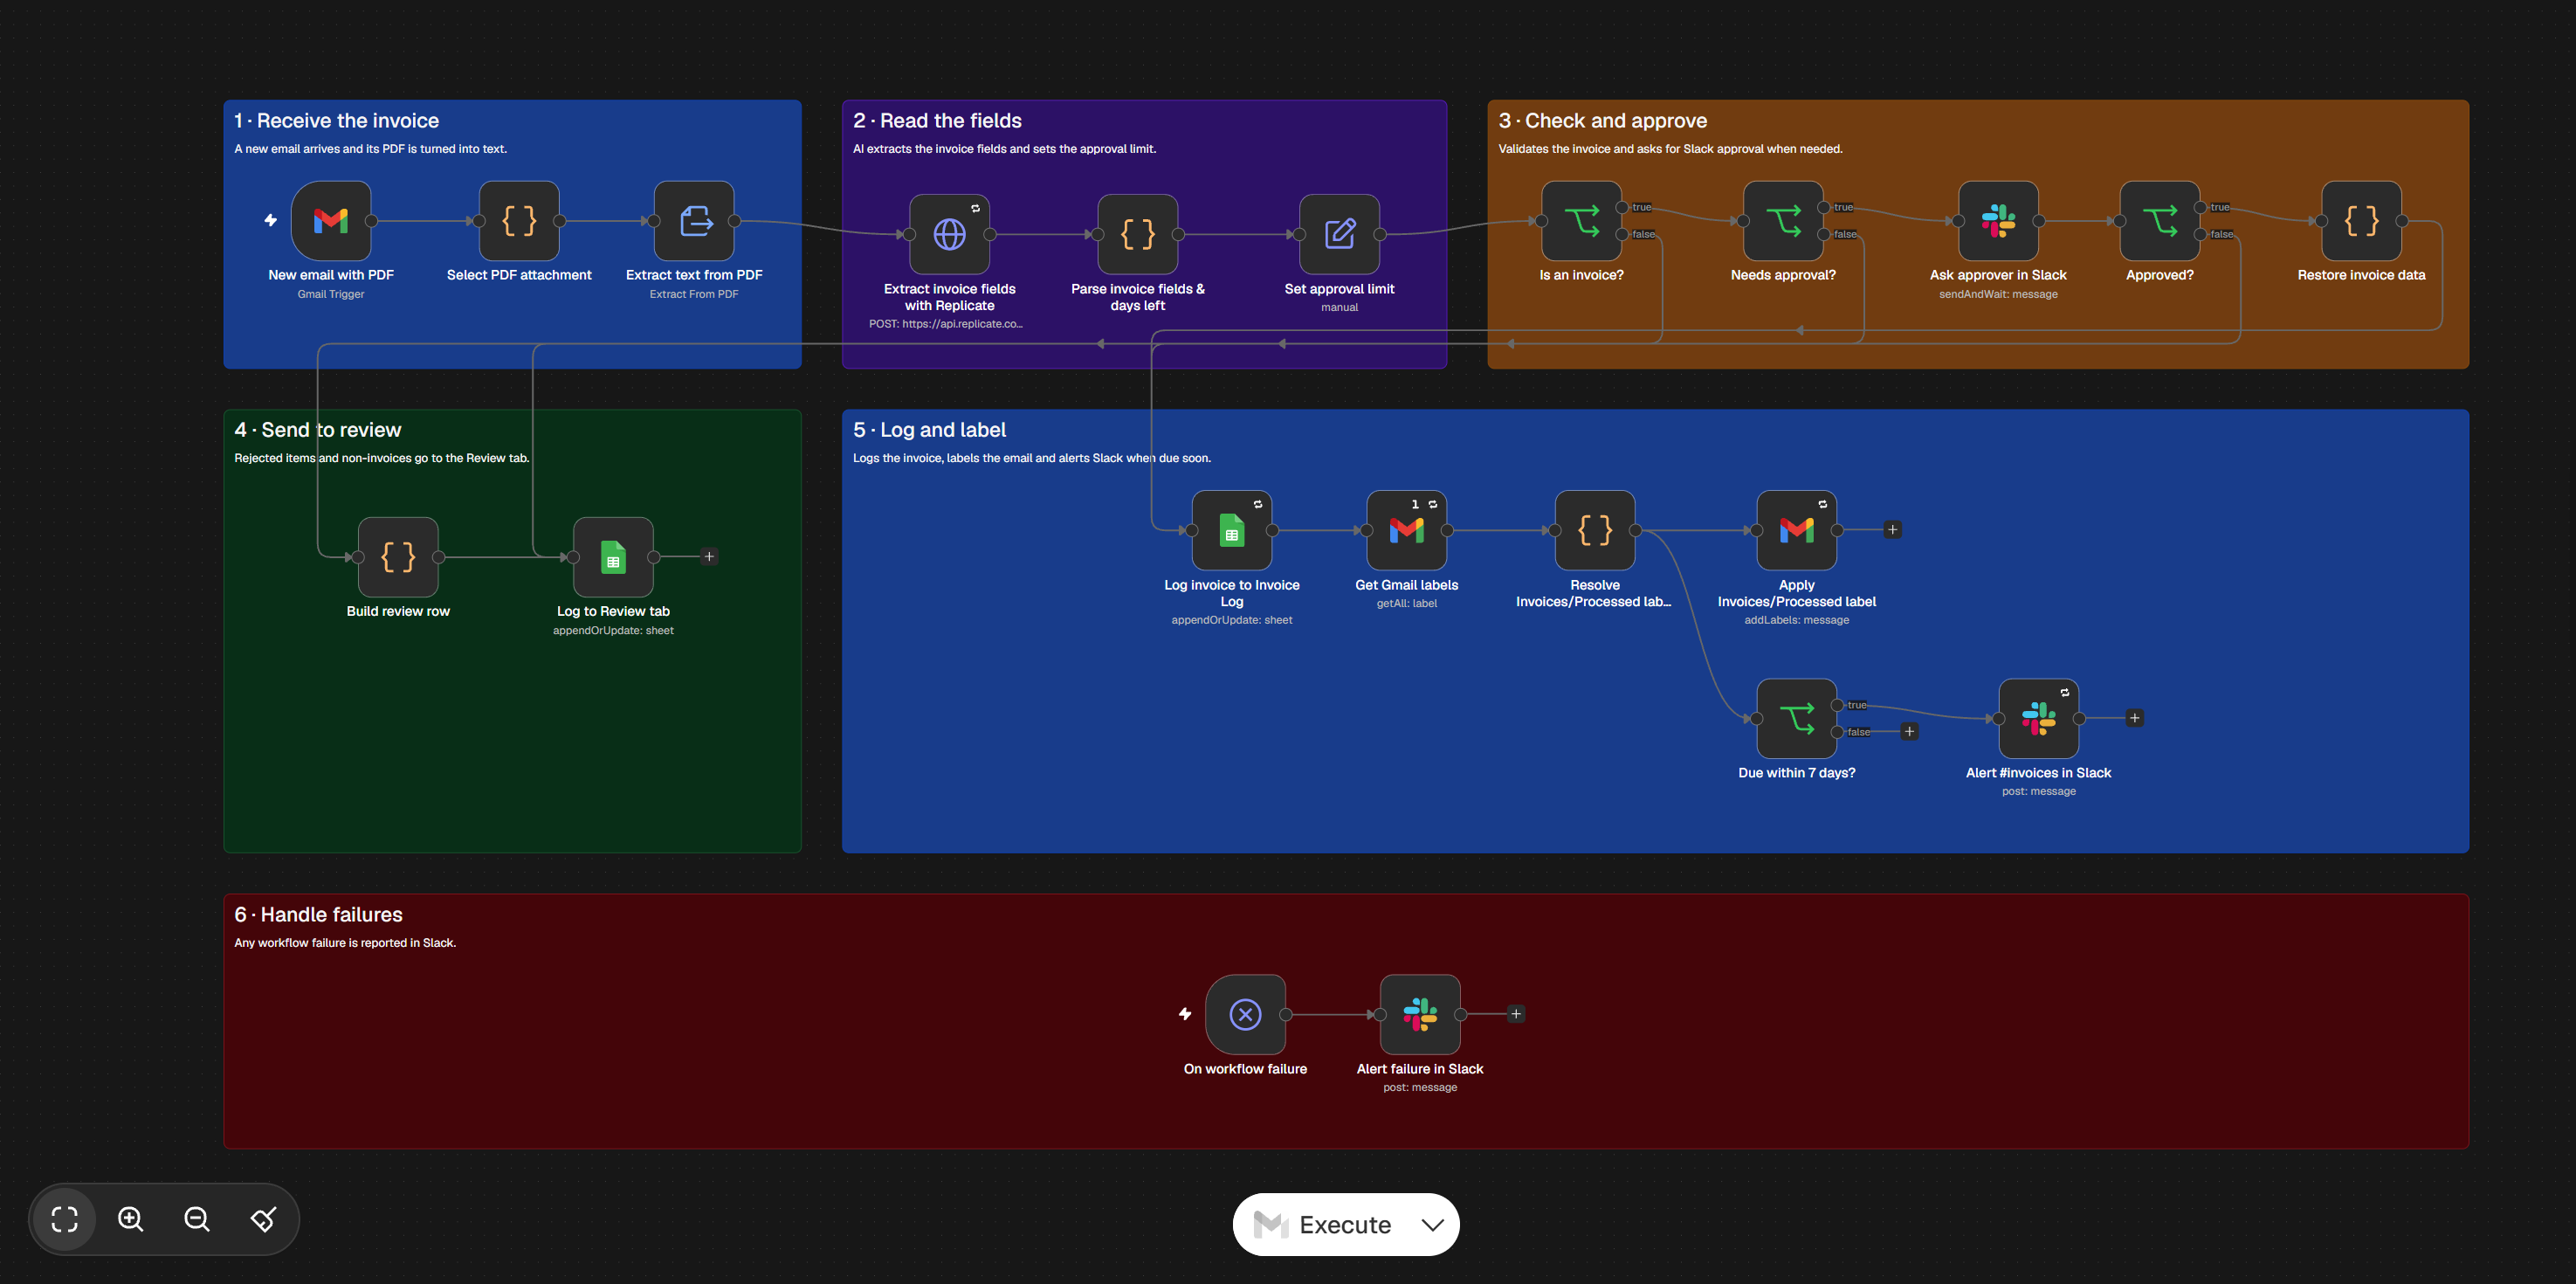 1 · Receive the invoice
A new email arrives and its PDF is turned into text.
New email with PDF
Gmail Trigger
Select PDF attachment
Extract text from PDF
Extract From PDF
2 · Read the fields
AI extracts the invoice fields and sets the approval limit.
Extract invoice fields
with Replicate
POST: https://api.replicate.co...
Parse invoice fields &
days left
Set approval limit
manual
3 · Check and approve
Validates the invoice and asks for Slack approval when needed.
true
false
Is an invoice?
true
false
Needs approval?
Ask approver in Slack
sendAndWait: message
true
false
Approved?
Restore invoice data
4 · Send to review
Rejected items and non-invoices go to the Review tab.
Build review row
Log to Review tab
appendOrUpdate: sheet
5 · Log and label
Logs the invoice, labels the email and alerts Slack when due soon.
Log invoice to Invoice
Log
appendOrUpdate: sheet
1
Get Gmail labels
getAll: label
Resolve
Invoices/Processed lab...
Apply
Invoices/Processed label
addLabels: message
true
false
Due within 7 days?
Alert #invoices in Slack
post: message
6 · Handle failures
Any workflow failure is reported in Slack.
On workflow failure
Alert failure in Slack
post: message
Execute